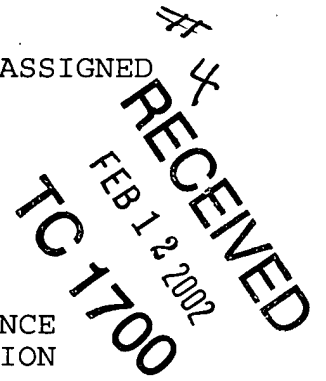 # 4
ASSIGNED
RECEIVED
FEB 12 2002
TC 1700
NCE
ION